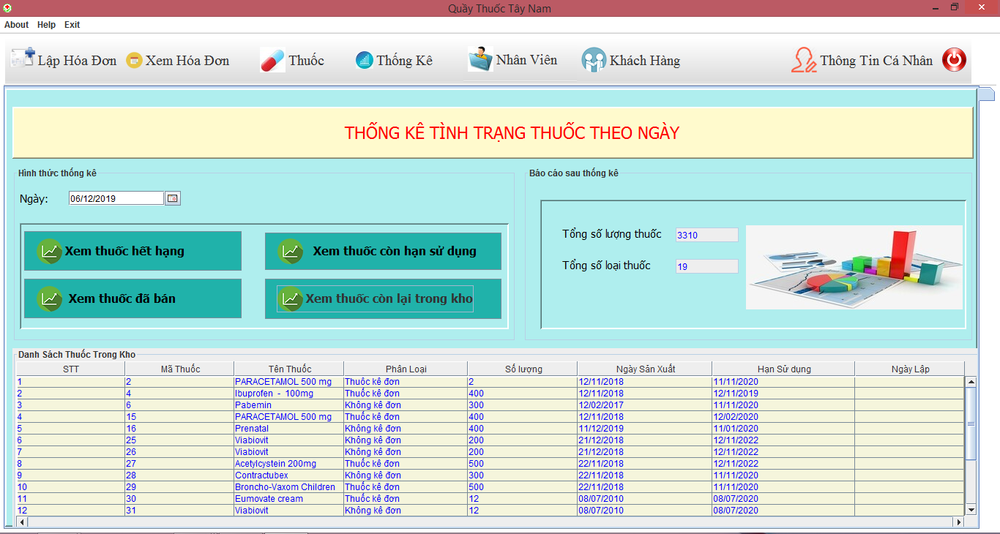 Quầy Thuốc Tây Nam
About Help Exit
Lập Hóa Đơn Xem Hóa Đơn Thuốc Thống Kê Nhân Viên Khách Hàng Thông Tin Cá Nhân
THỐNG KÊ TÌNH TRẠNG THUỐC THEO NGÀY
Hình thức thống kê
Ngày: 06/12/2019
Xem thuốc hết hạng Xem thuốc còn hạn sử dụng
Xem thuốc đã bán Xem thuốc còn lại trong kho
Báo cáo sau thống kê
Tổng số lượng thuốc 3310
Tổng số loại thuốc 19
Danh Sách Thuốc Trong Kho
STT Mã Thuốc Tên Thuốc Phân Loại Số lượng Ngày Sản Xuất Hạn Sử dụng Ngày Lập
1 2 PARACETAMOL 500 mg Thuốc kê đơn 2 12/11/2018 11/11/2020
2 4 Ibuprofen - 100mg Thuốc kê đơn 400 12/11/2018 12/11/2019
3 6 Pabemin Không kê đơn 300 12/02/2017 11/11/2020
4 15 PARACETAMOL 500 mg Thuốc kê đơn 400 12/11/2018 12/02/2020
5 16 Prenatal Không kê đơn 400 11/12/2019 11/01/2020
6 25 Viabiovit Không kê đơn 200 21/12/2018 12/11/2022
7 26 Viabiovit Không kê đơn 200 21/12/2018 12/11/2022
8 27 Acetylcystein 200mg Thuốc kê đơn 500 22/11/2018 12/11/2022
9 28 Contractubex Không kê đơn 300 22/11/2018 11/11/2020
10 29 Broncho-Vaxom Children Thuốc kê đơn 500 22/11/2018 11/11/2020
11 30 Eumovate cream Thuốc kê đơn 12 08/07/2010 08/07/2020
12 31 Viabiovit Không kê đơn 12 08/07/2010 08/07/2020